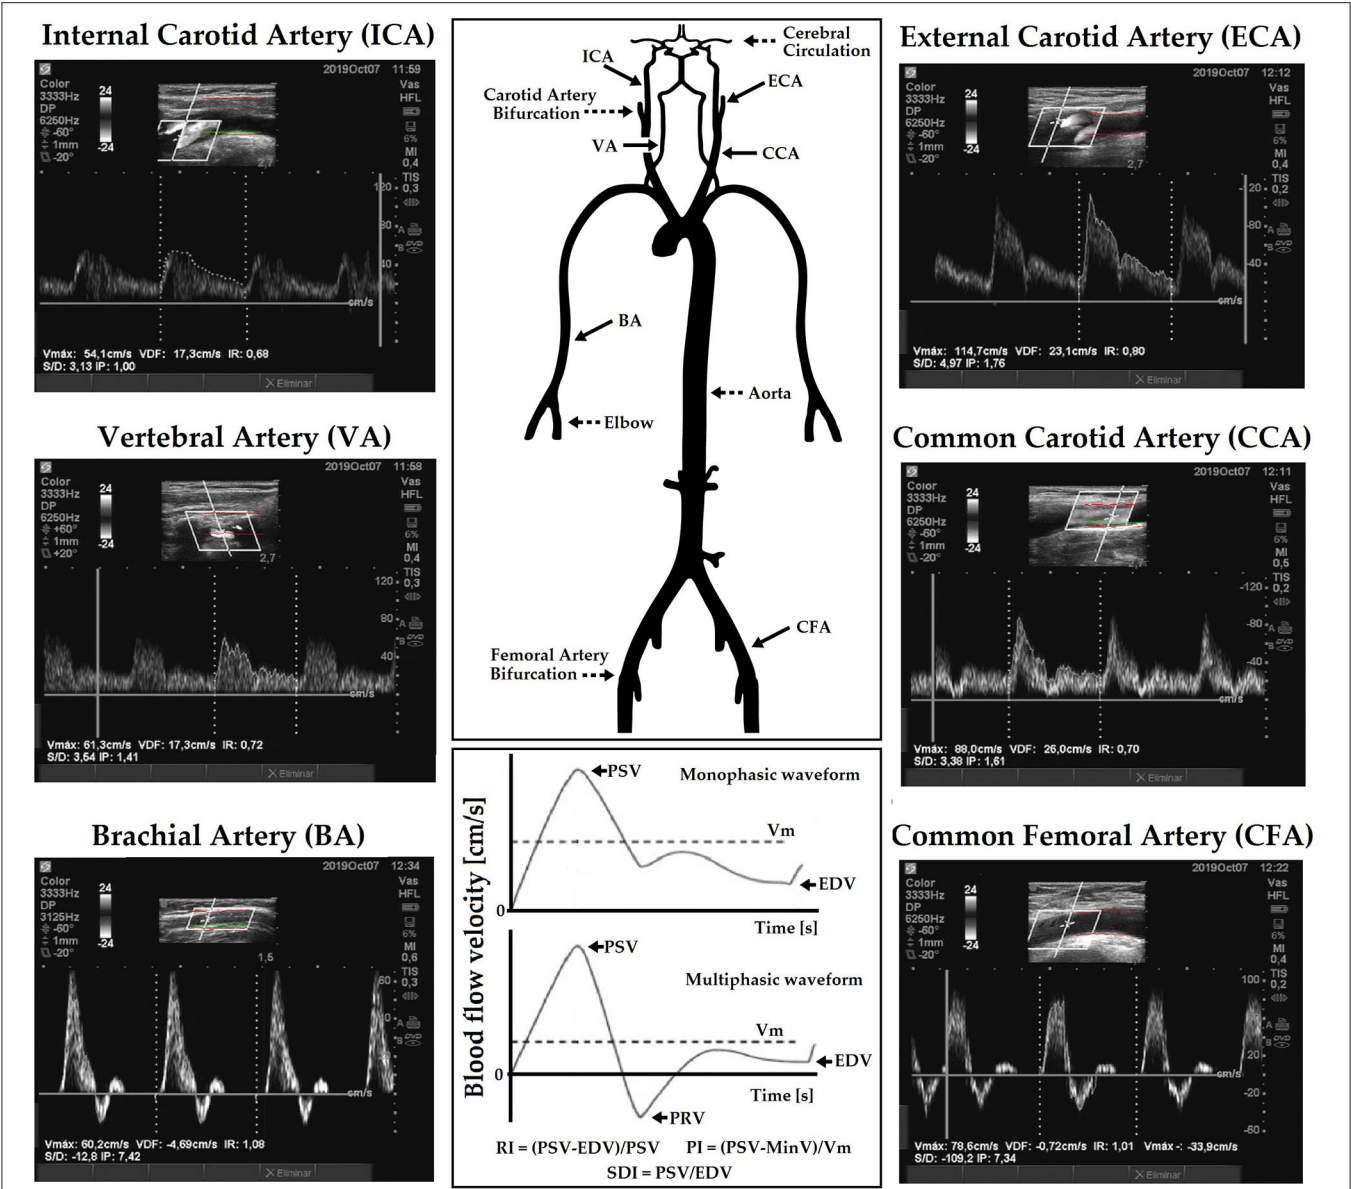 Internal Carotid Artery (ICA)
2019Oct07 11:59
Color
3333Hz
DP
6250Hz
-60°
1mm
-20°
24
-24
2,7
Vas
HFL
6%
MI
0,4
TIS
0,3
A
B
120
80
40
cm/s
Vmáx: 54,1cm/s VDF: 17,3cm/s IR: 0,68
S/D: 3,13 IP: 1,00
Eliminar
Vertebral Artery (VA)
2019Oct07 11:58
Color
3333Hz
DP
6250Hz
+60°
1mm
+20°
24
-24
2,7
Vas
HFL
6%
MI
0,4
TIS
0,3
A
B
120
80
40
cm/s
Vmáx: 61,3cm/s VDF: 17,3cm/s IR: 0,72
S/D: 3,54 IP: 1,41
Eliminar
Brachial Artery (BA)
2019Oct07 12:34
Color
3333Hz
DP
3125Hz
-60°
1mm
-20°
24
-24
1,5
Vas
HFL
6%
MI
0,6
TIS
0,3
A
B
60
cm/s
Vmáx: 60,2cm/s VDF: -4,69cm/s IR: 1,08
S/D: -12,8 IP: 7,42
Eliminar
Cerebral
Circulation
ICA
ECA
Carotid Artery
Bifurcation
VA
CCA
BA
Aorta
Elbow
CFA
Femoral Artery
Bifurcation
Blood flow velocity [cm/s]
PSV
Monophasic waveform
Vm
EDV
0
Time [s]
PSV
Multiphasic waveform
Vm
EDV
0
Time [s]
PRV
RI = (PSV-EDV)/PSV PI = (PSV-MinV)/Vm
SDI = PSV/EDV
External Carotid Artery (ECA)
2019Oct07 12:12
Color
3333Hz
DP
6250Hz
-60°
1mm
-20°
24
-24
2,7
Vas
HFL
6%
MI
0,4
TIS
0,2
A
B
-80
-40
cm/s
Vmáx: 114,7cm/s VDF: 23,1cm/s IR: 0,80
S/D: 4,97 IP: 1,76
Eliminar
Common Carotid Artery (CCA)
2019Oct07 12:11
Color
3333Hz
DP
6250Hz
-60°
1mm
-20°
24
-24
2,7
Vas
HFL
6%
MI
0,5
TIS
0,2
A
B
-120
-80
-40
cm/s
Vmáx: 88,0cm/s VDF: 26,0cm/s IR: 0,70
S/D: 3,38 IP: 1,61
Eliminar
Common Femoral Artery (CFA)
2019Oct07 12:22
Color
3333Hz
DP
6250Hz
-60°
1mm
-20°
24
-24
Vas
HFL
6%
MI
0,4
TIS
0,2
A
B
100
20
-20
-60
cm/s
Vmáx: 78,6cm/s VDF: -0,72cm/s IR: 1,01 Vmax -: -33,9cm/s
S/D: -109,2 IP: 7,34
Eliminar